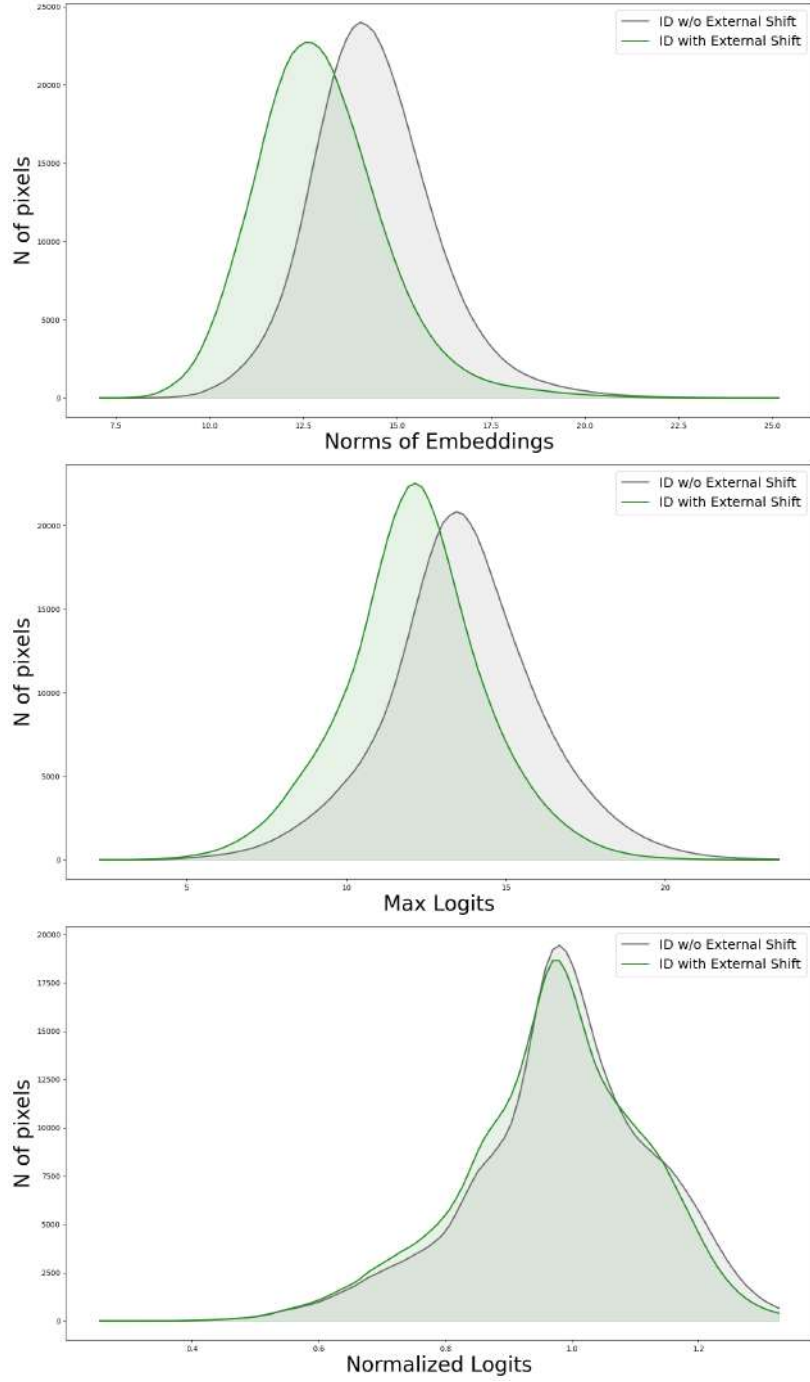 25000
20000
15000
10000
5000
0
N of pixels
ID w/o External Shift
ID with External Shift
7.5 10.0 12.5 15.0 17.5 20.0 22.5 25.0
Norms of Embeddings
20000
15000
10000
5000
0
N of pixels
ID w/o External Shift
ID with External Shift
5 10 15 20
Max Logits
20000
17500
15000
12500
10000
7500
5000
2500
0
N of pixels
ID w/o External Shift
ID with External Shift
0.4 0.6 0.8 1.0 1.2
Normalized Logits